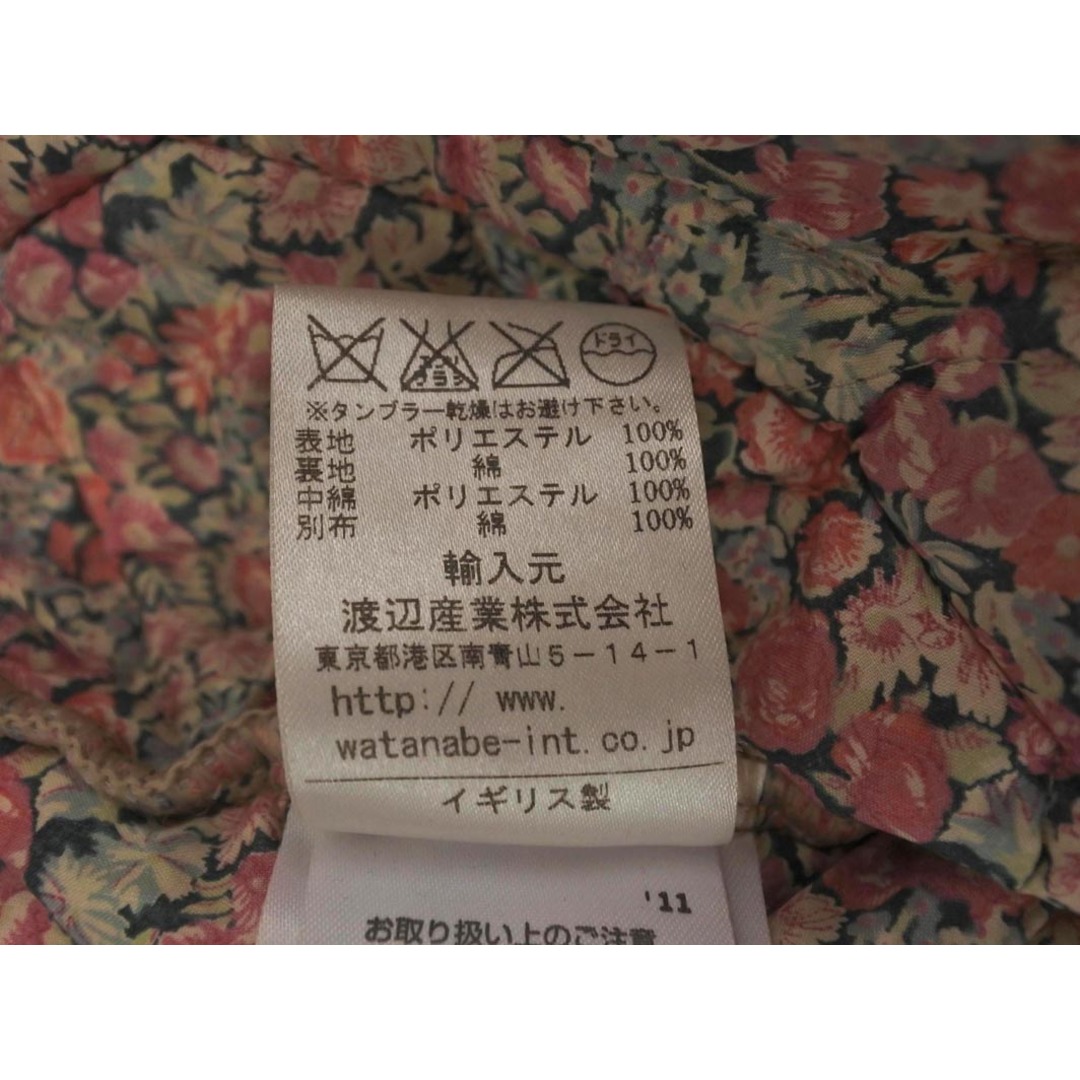 ドライ
※タンブラー乾燥はお避け下さい。
表地 ポリエステル 100%
裏地 綿 100%
中綿 ポリエステル 100%
別布 綿 100%
輸入元
渡辺産業株式会社
東京都港区南青山5-14-1
http:// www.
watanabe-int.co.jp
イギリス製
'11
お取り扱い上のご注意